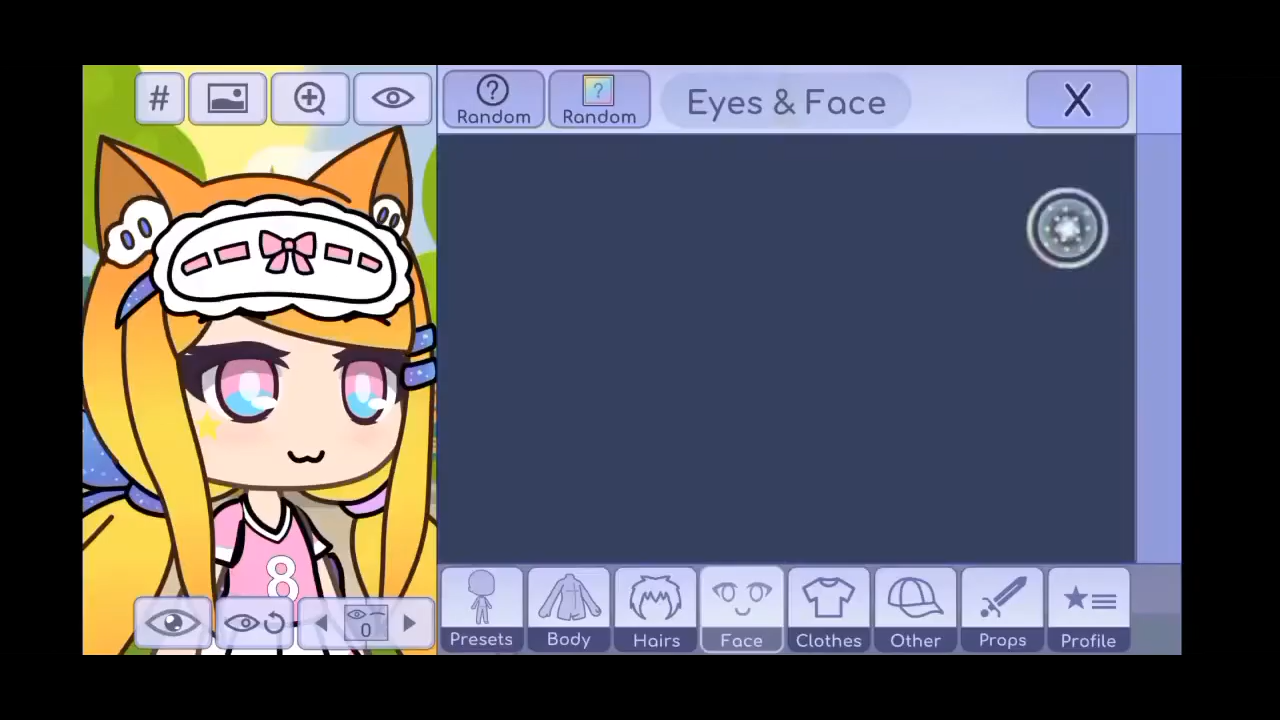 #
? Random
? Random
Eyes & Face
X
8
0
Presets
Body
Hairs
Face
Clothes
Other
Props
Profile